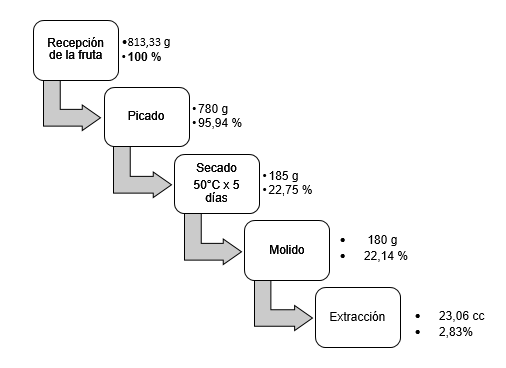 Recepción
de la fruta
•813,33 g
•100 %
Picado
•780 g
•95,94 %
Secado
50°C x 5
días
•185 g
•22,75 %
Molido
• 180 g
• 22,14 %
Extracción
• 23,06 cc
• 2,83%